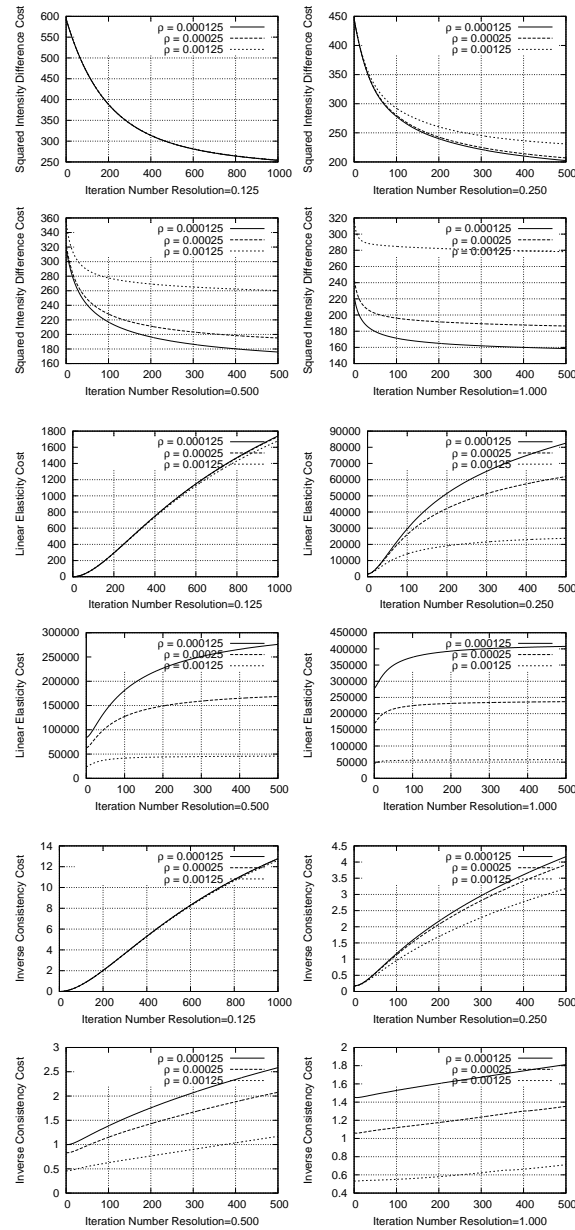 Squared Intensity Difference Cost
600
550
500
450
400
350
300
250
ρ = 0.000125
ρ = 0.00025
ρ = 0.00125
0 200 400 600 800 1000
Iteration Number Resolution=0.125
Squared Intensity Difference Cost
450
400
350
300
250
200
ρ = 0.000125
ρ = 0.00025
ρ = 0.00125
0 100 200 300 400 500
Iteration Number Resolution=0.250
Squared Intensity Difference Cost
360
340
320
300
280
260
240
220
200
180
160
ρ = 0.000125
ρ = 0.00025
ρ = 0.00125
0 100 200 300 400 500
Iteration Number Resolution=0.500
Squared Intensity Difference Cost
320
300
280
260
240
220
200
180
160
140
ρ = 0.000125
ρ = 0.00025
ρ = 0.00125
0 100 200 300 400 500
Iteration Number Resolution=1.000
Linear Elasticity Cost
1800
1600
1400
1200
1000
800
600
400
200
0
ρ = 0.000125
ρ = 0.00025
ρ = 0.00125
0 200 400 600 800 1000
Iteration Number Resolution=0.125
Linear Elasticity Cost
90000
80000
70000
60000
50000
40000
30000
20000
10000
0
ρ = 0.000125
ρ = 0.00025
ρ = 0.00125
0 100 200 300 400 500
Iteration Number Resolution=0.250
Linear Elasticity Cost
300000
250000
200000
150000
100000
50000
0
ρ = 0.000125
ρ = 0.00025
ρ = 0.00125
0 100 200 300 400 500
Iteration Number Resolution=0.500
Linear Elasticity Cost
450000
400000
350000
300000
250000
200000
150000
100000
50000
0
ρ = 0.000125
ρ = 0.00025
ρ = 0.00125
0 100 200 300 400 500
Iteration Number Resolution=1.000
Inverse Consistency Cost
14
12
10
8
6
4
2
0
ρ = 0.000125
ρ = 0.00025
ρ = 0.00125
0 200 400 600 800 1000
Iteration Number Resolution=0.125
Inverse Consistency Cost
4.5
4
3.5
3
2.5
2
1.5
1
0.5
0
ρ = 0.000125
ρ = 0.00025
ρ = 0.00125
0 100 200 300 400 500
Iteration Number Resolution=0.250
Inverse Consistency Cost
3
2.5
2
1.5
1
0.5
0
ρ = 0.000125
ρ = 0.00025
ρ = 0.00125
0 100 200 300 400 500
Iteration Number Resolution=0.500
Inverse Consistency Cost
2
1.8
1.6
1.4
1.2
1
0.8
0.6
0.4
ρ = 0.000125
ρ = 0.00025
ρ = 0.00125
0 100 200 300 400 500
Iteration Number Resolution=1.000